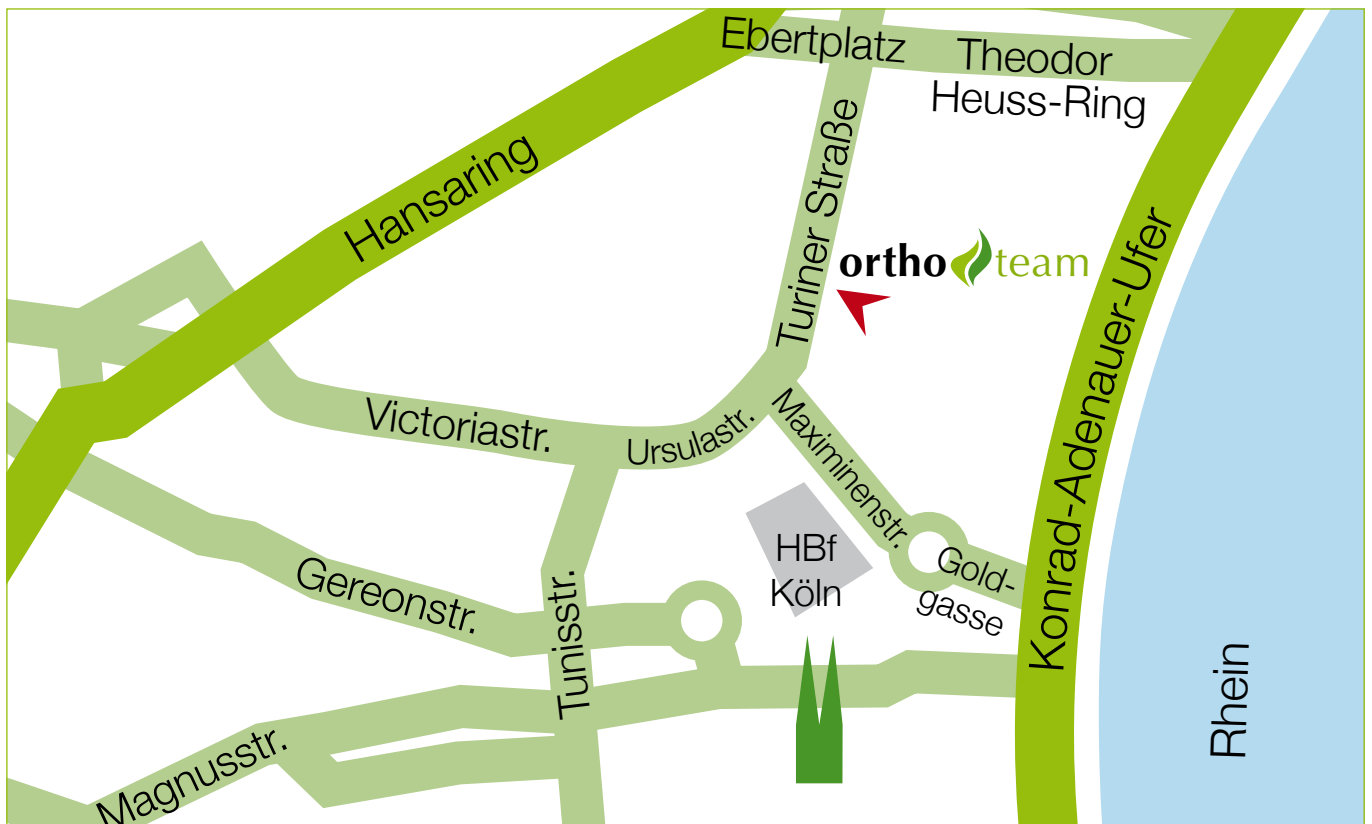 Ebertplatz
Theodor
Heuss-Ring
Hansaring
Turiner Straße
ortho team
Konrad-Adenauer-Ufer
Victoriastr.
Ursulastr.
Maximinenstr.
HBf
Köln
Gold-
gasse
Gereonstr.
Tunisstr.
Rhein
Magnusstr.